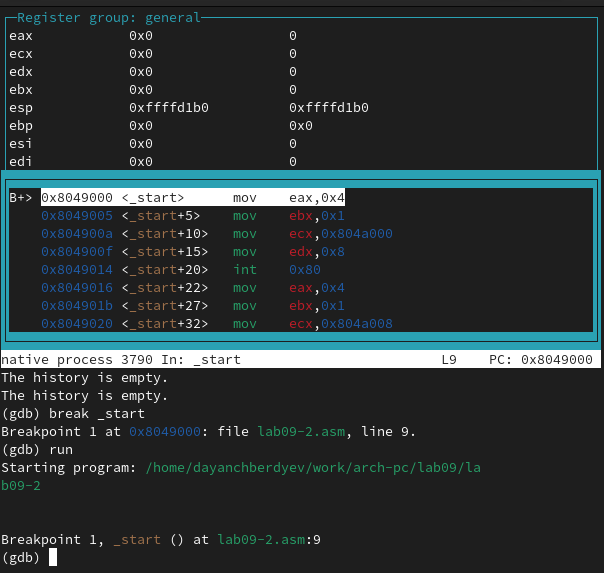 Register group: general
eax 0x0 0
ecx 0x0 0
edx 0x0 0
ebx 0x0 0
esp 0xffffd1b0 0xffffd1b0
ebp 0x0 0x0
esi 0x0 0
edi 0x0 0
B+> 0x8049000 <_start> mov eax,0x4
0x8049005 <_start+5> mov ebx,0x1
0x804900a <_start+10> mov ecx,0x804a000
0x804900f <_start+15> mov edx,0x8
0x8049014 <_start+20> int 0x80
0x8049016 <_start+22> mov eax,0x4
0x804901b <_start+27> mov ebx,0x1
0x8049020 <_start+32> mov ecx,0x804a008
native process 3790 In: _start L9 PC: 0x8049000
The history is empty.
The history is empty.
(gdb) break _start
Breakpoint 1 at 0x8049000: file lab09-2.asm, line 9.
(gdb) run
Starting program: /home/dayanchberdyev/work/arch-pc/lab09/la
b09-2
Breakpoint 1, _start () at lab09-2.asm:9
(gdb)